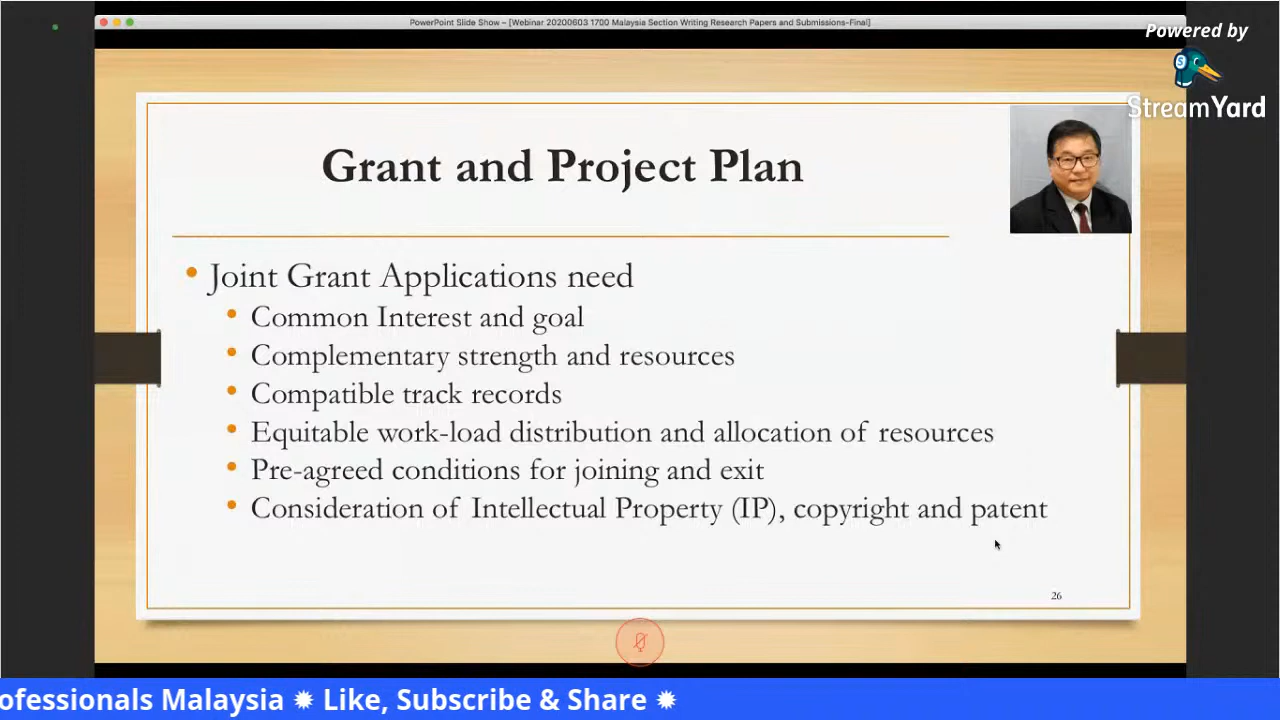 PowerPoint Slide Show – [Webinar 20200603 1700 Malaysia Section Writing Research Papers and Submissions-Final]
Powered by
StreamYard
Grant and Project Plan
Joint Grant Applications need
Common Interest and goal
Complementary strength and resources
Compatible track records
Equitable work-load distribution and allocation of resources
Pre-agreed conditions for joining and exit
Consideration of Intellectual Property (IP), copyright and patent
26
ofessionals Malaysia ✹ Like, Subscribe & Share ✹